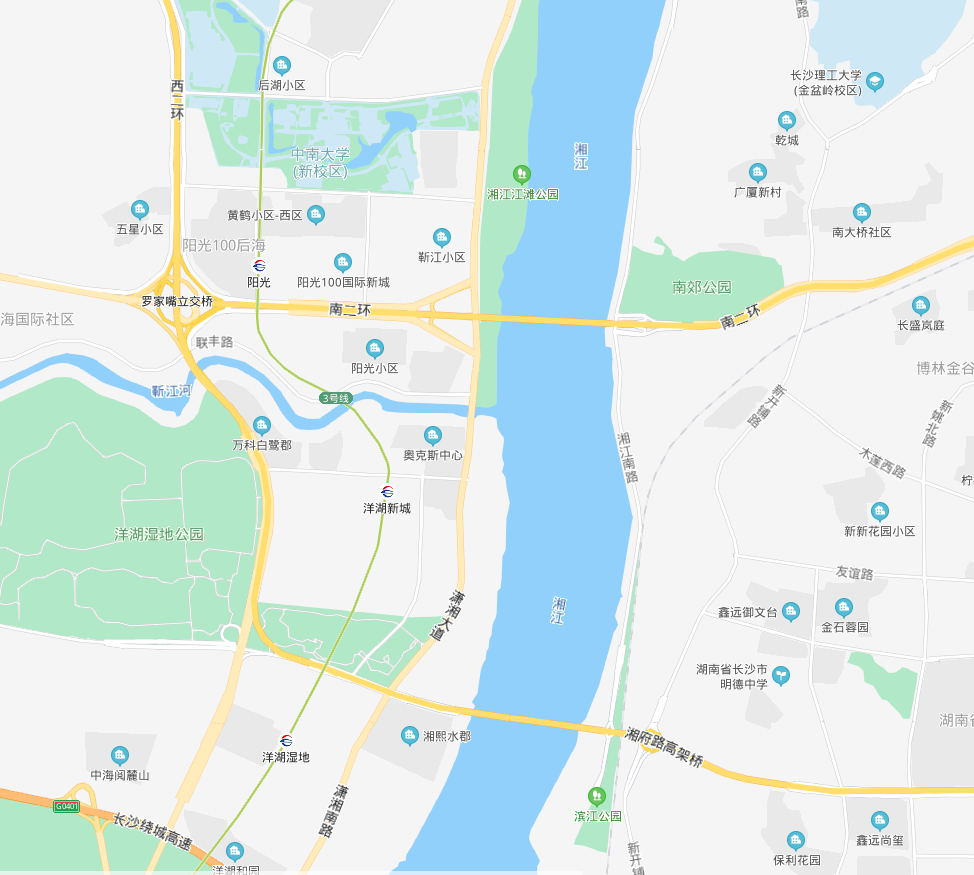 南路
西二环
后湖小区
长沙理工大学
(金盆岭校区)
乾城
中南大学
(新校区)
湘江
湘江江滩公园
广厦新村
五星小区
黄鹤小区-西区
南大桥社区
靳江小区
阳光100后海
阳光
阳光100国际新城
南郊公园
罗家嘴立交桥
南二环
南二环
长盛岚庭
海国际社区
联丰路
阳光小区
博林金谷
靳江河
3号线
新开铺路
新姚北路
万科白鹭郡
奥克斯中心
湘江南路
木莲西路
柠
洋湖新城
洋湖湿地公园
新新花园小区
友谊路
潇湘大道
湘江
鑫远御文台
金石蓉园
湖南省长沙市
明德中学
湖南省
湘熙水郡
湘府路高架桥
洋湖湿地
中海阅麓山
G0401
长沙绕城高速
潇湘南路
滨江公园
鑫远尚玺
新开铺
保利花园
洋湖和园